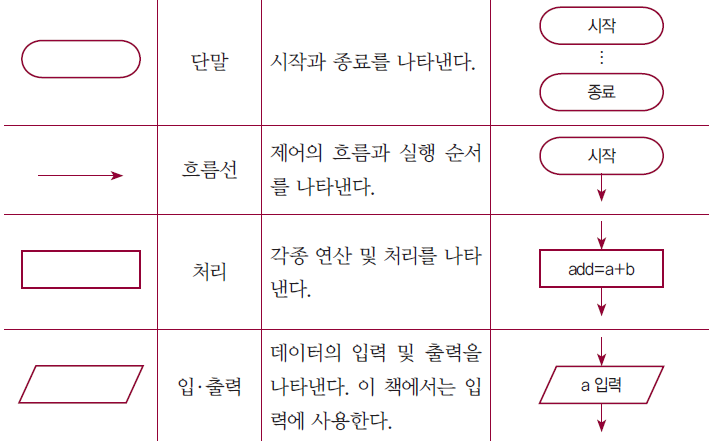 단말
시작과 종료를 나타낸다.
시작
⋮
종료
흐름선
제어의 흐름과 실행 순서
를 나타낸다.
시작
처리
각종 연산 및 처리를 나타
낸다.
add=a+b
입·출력
데이터의 입력 및 출력을
나타낸다. 이 책에서는 입
력에 사용한다.
a 입력